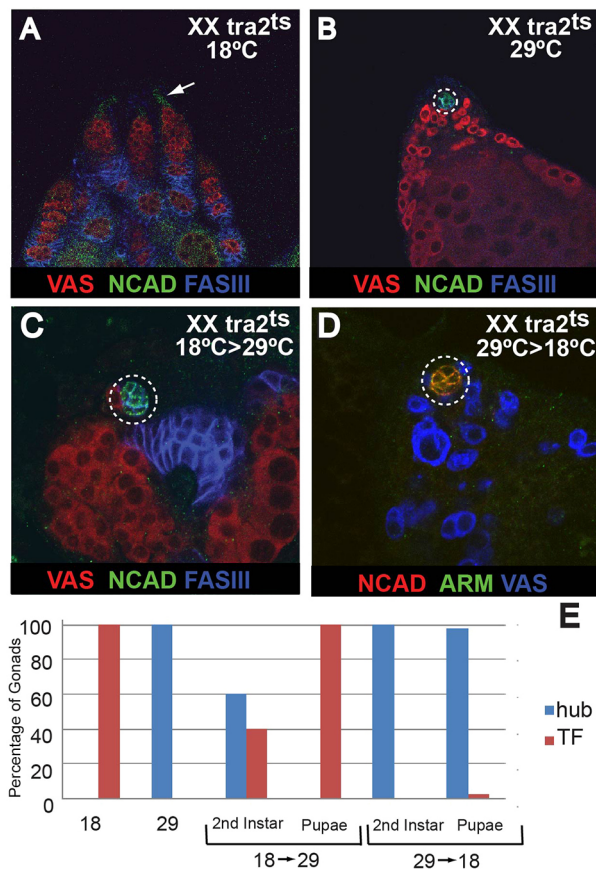 A
XX tra2ts
18ºC
VAS NCAD FASIII
B
XX tra2ts
29ºC
VAS NCAD FASIII
C
XX tra2ts
18ºC>29ºC
VAS NCAD FASIII
D
XX tra2ts
29ºC>18ºC
NCAD ARM VAS
E
Percentage of Gonads
100
80
60
40
20
0
18 29 2nd Instar Pupae 2nd Instar Pupae
18→29 29→18
hub
TF